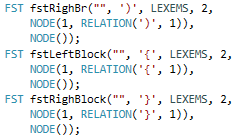 FST fstRighBr("", ')', LEXEMS, 2,
NODE(1, RELATION(')', 1)),
NODE());
FST fstLeftBlock("", '{', LEXEMS, 2,
NODE(1, RELATION('{', 1)),
NODE());
FST fstRighBlock("", '}', LEXEMS, 2,
NODE(1, RELATION('}', 1)),
NODE());